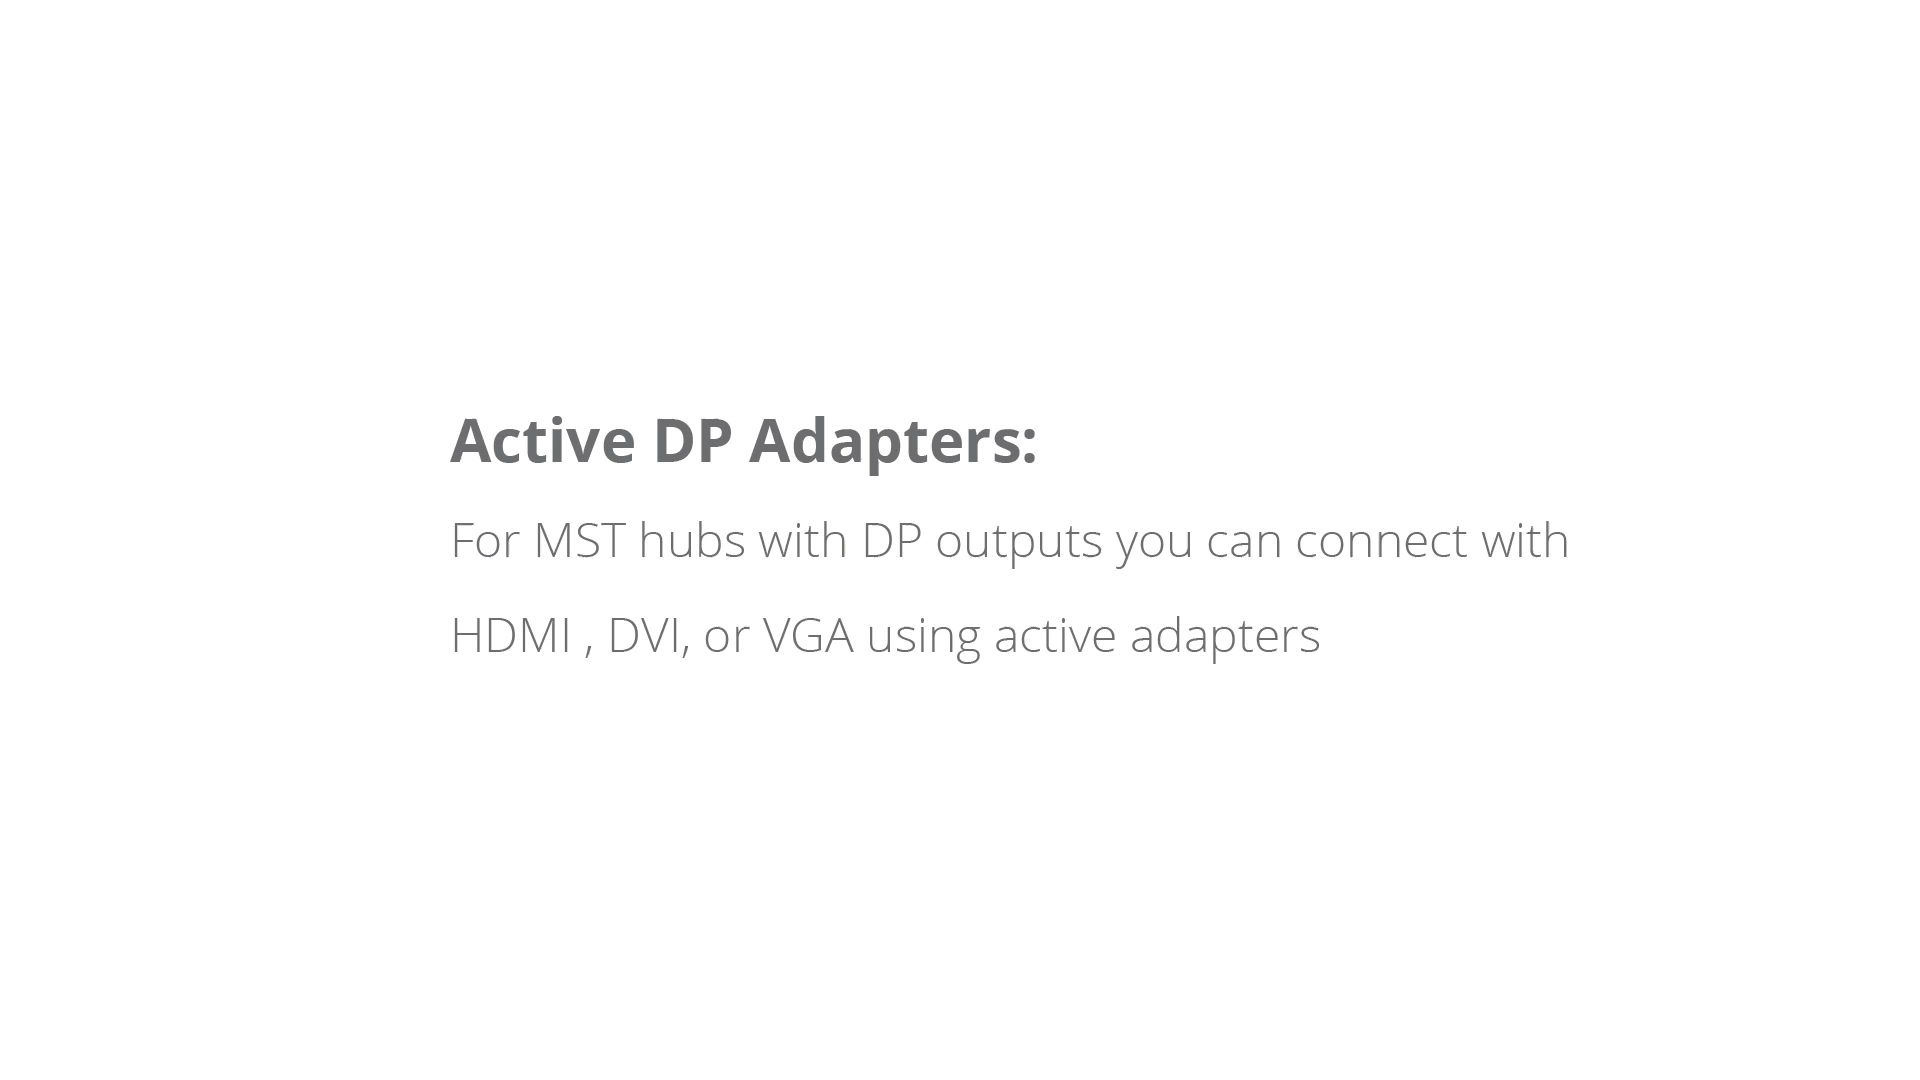 Active DP Adapters:
For MST hubs with DP outputs you can connect with
HDMI , DVI, or VGA using active adapters